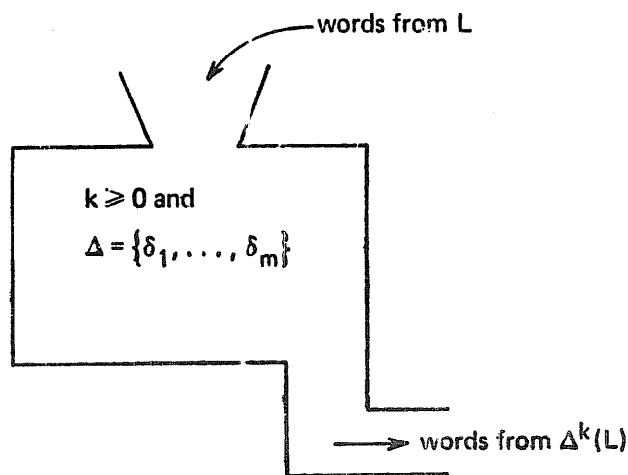 words from L
k ⩾ 0 and
Δ = {δ₁, . . . , δₘ}
words from Δᵏ(L)